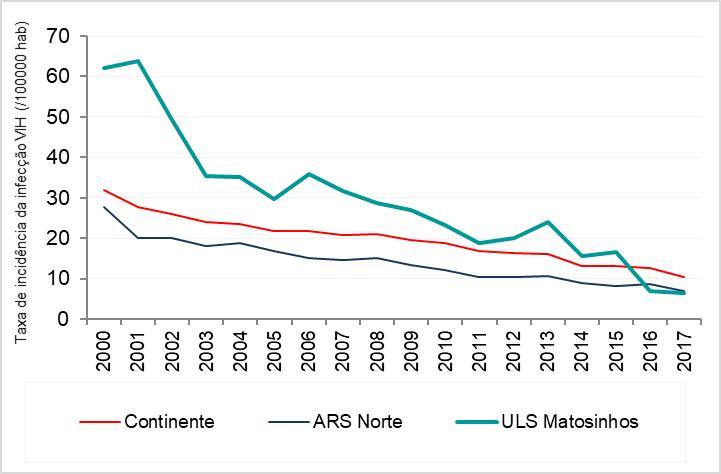 Taxa de incidência da infecção VIH (/100000 hab)
70
60
50
40
30
20
10
0
2000 2001 2002 2003 2004 2005 2006 2007 2008 2009 2010 2011 2012 2013 2014 2015 2016 2017
Continente ARS Norte ULS Matosinhos